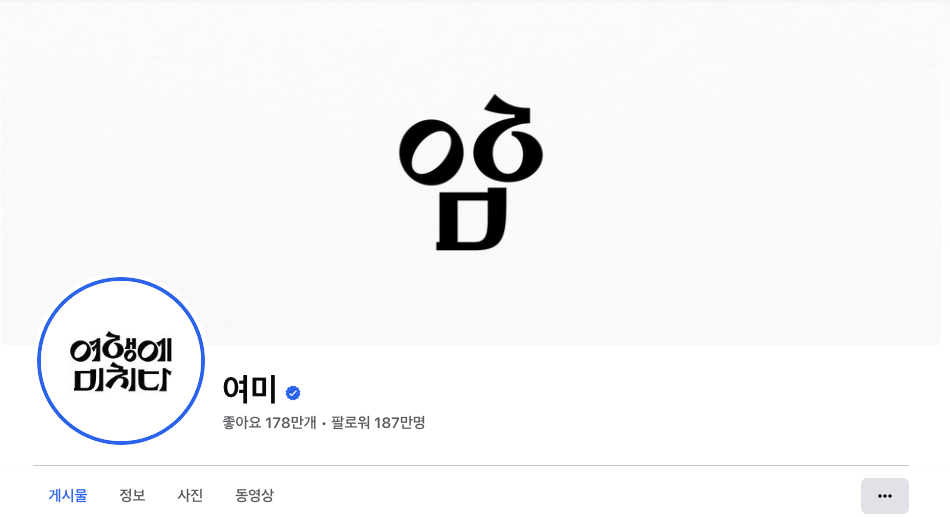 여행에
미치다
여미
좋아요 178만개 • 팔로워 187만명
게시물 정보 사진 동영상